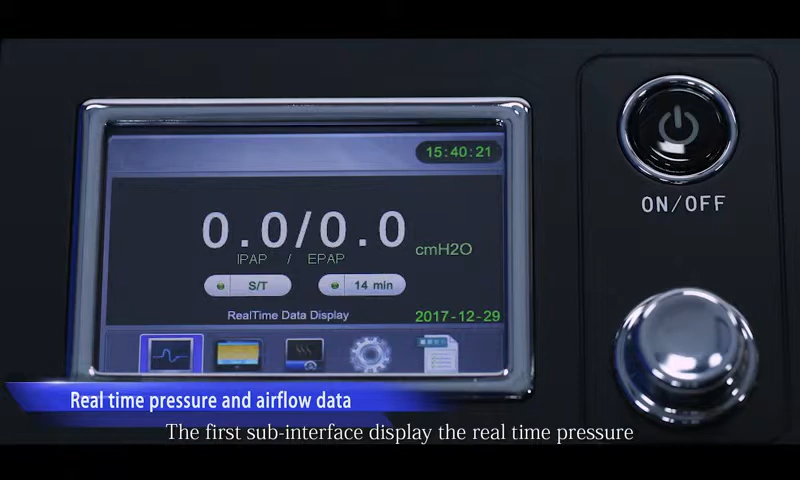 15:40:21
0.0/0.0
cmH2O
IPAP / EPAP
S/T
14 min
RealTime Data Display
2017-12-29
ON/OFF
Real time pressure and airflow data
The first sub-interface display the real time pressure